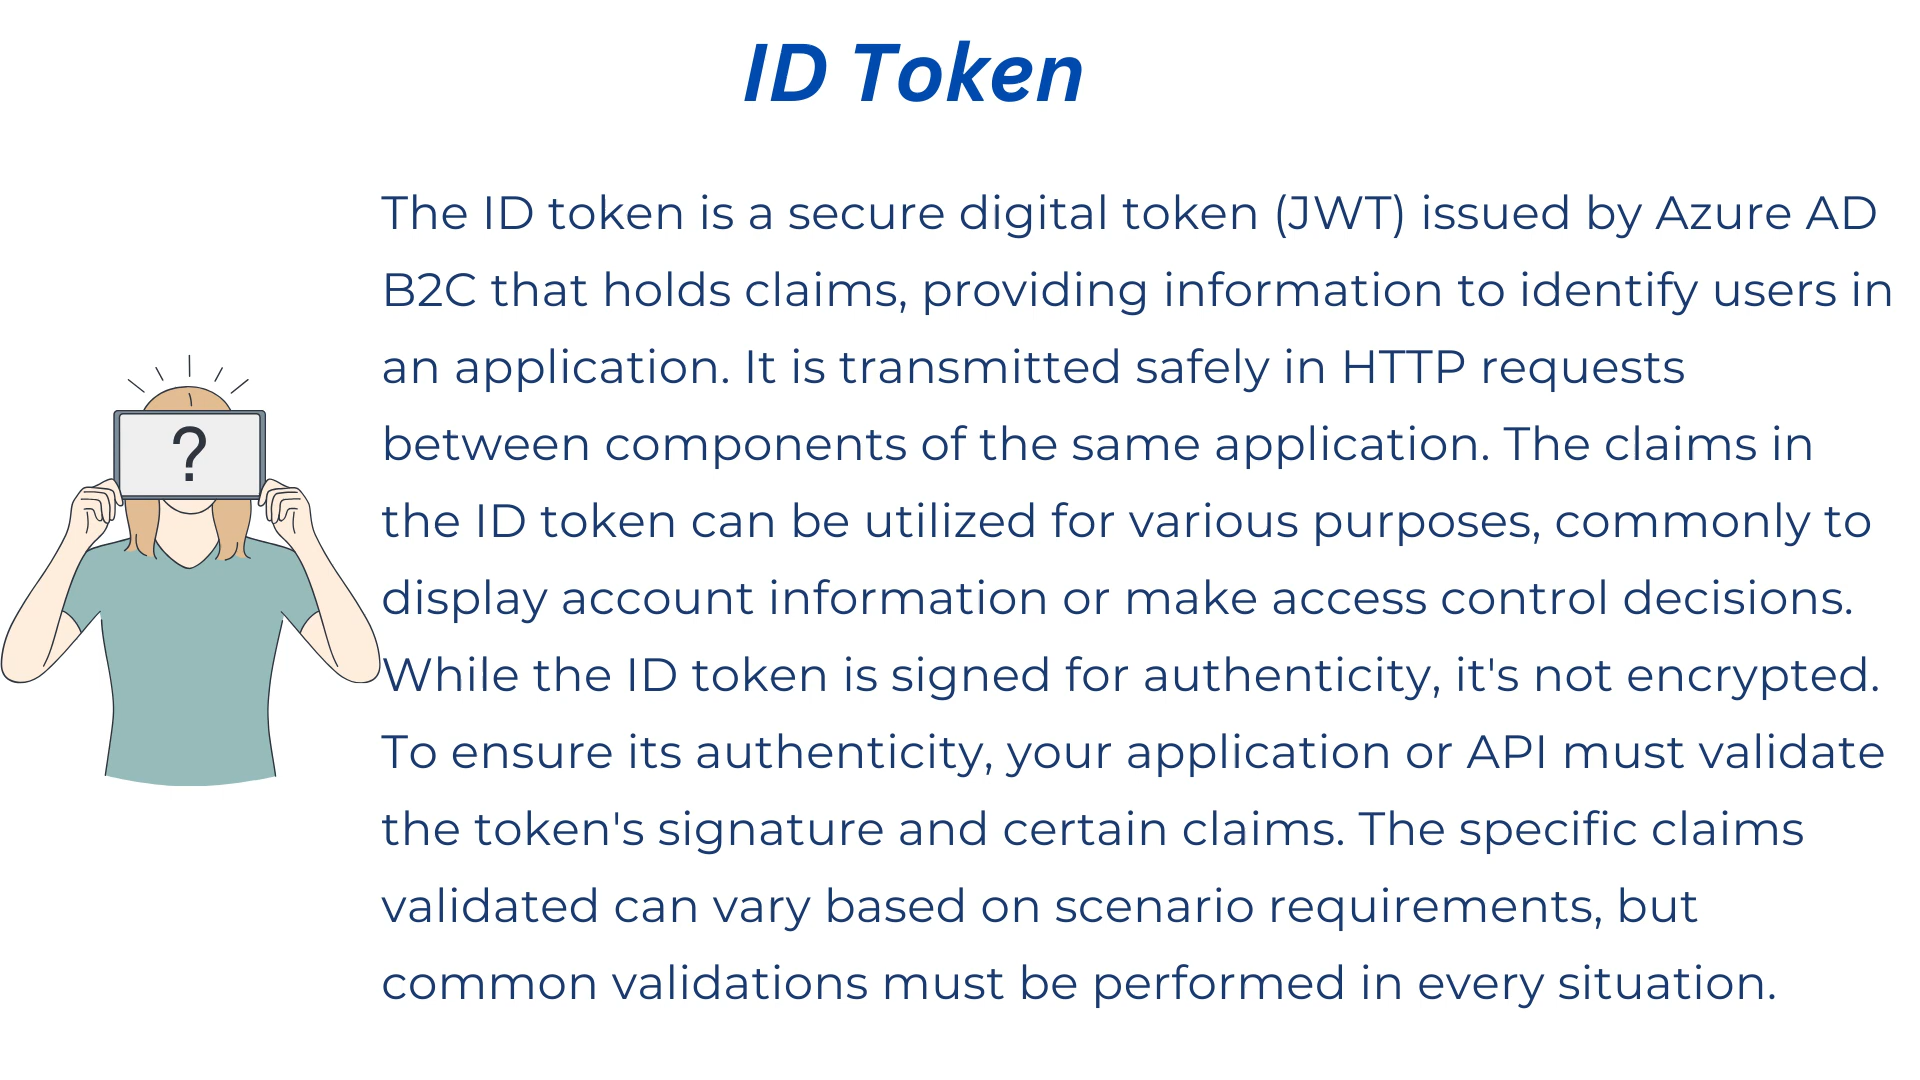 ID Token
The ID token is a secure digital token (JWT) issued by Azure AD
B2C that holds claims, providing information to identify users in
an application. It is transmitted safely in HTTP requests
between components of the same application. The claims in
the ID token can be utilized for various purposes, commonly to
display account information or make access control decisions.
While the ID token is signed for authenticity, it's not encrypted.
To ensure its authenticity, your application or API must validate
the token's signature and certain claims. The specific claims
validated can vary based on scenario requirements, but
common validations must be performed in every situation.
?